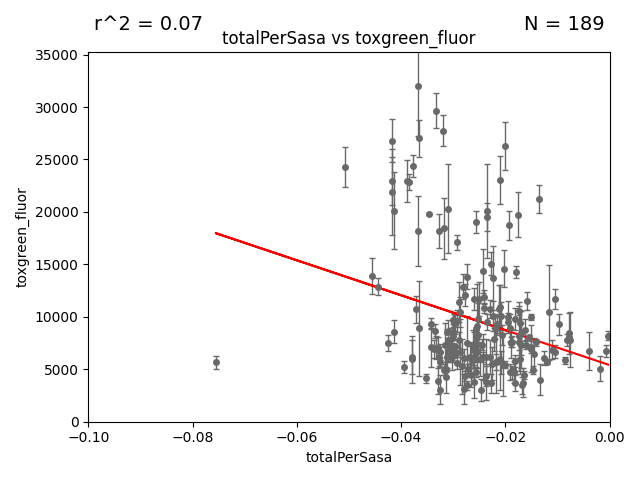 r^2 = 0.07
N = 189
totalPerSasa vs toxgreen_fluor
35000
30000
25000
20000
15000
10000
5000
0
toxgreen_fluor
−0.10
−0.08
−0.06
−0.04
−0.02
0.00
totalPerSasa